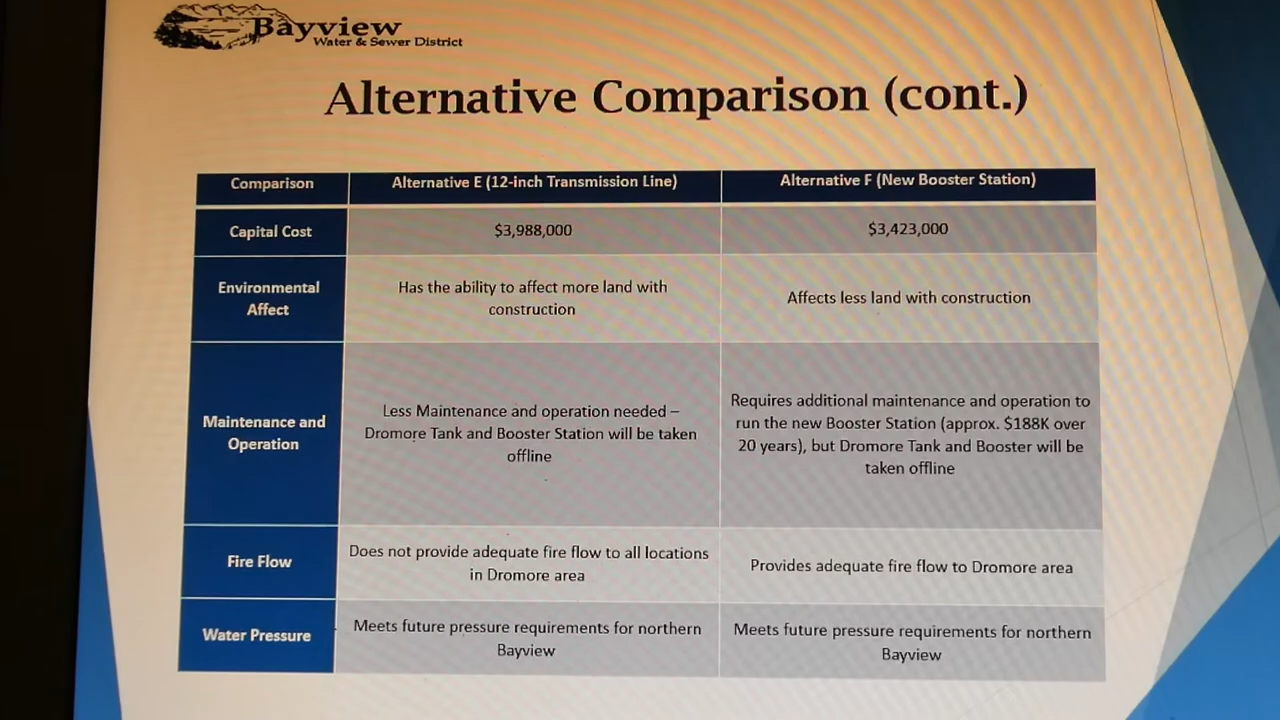 Bayview
Water & Sewer District
Alternative Comparison (cont.)
Comparison
Alternative E (12-inch Transmission Line)
Alternative F (New Booster Station)
Capital Cost
$3,988,000
$3,423,000
Environmental
Affect
Has the ability to affect more land with
construction
Affects less land with construction
Maintenance and
Operation
Less Maintenance and operation needed –
Dromore Tank and Booster Station will be taken
offline
Requires additional maintenance and operation to
run the new Booster Station (approx. $188K over
20 years), but Dromore Tank and Booster will be
taken offline
Fire Flow
Does not provide adequate fire flow to all locations
in Dromore area
Provides adequate fire flow to Dromore area
Water Pressure
Meets future pressure requirements for northern
Bayview
Meets future pressure requirements for northern
Bayview